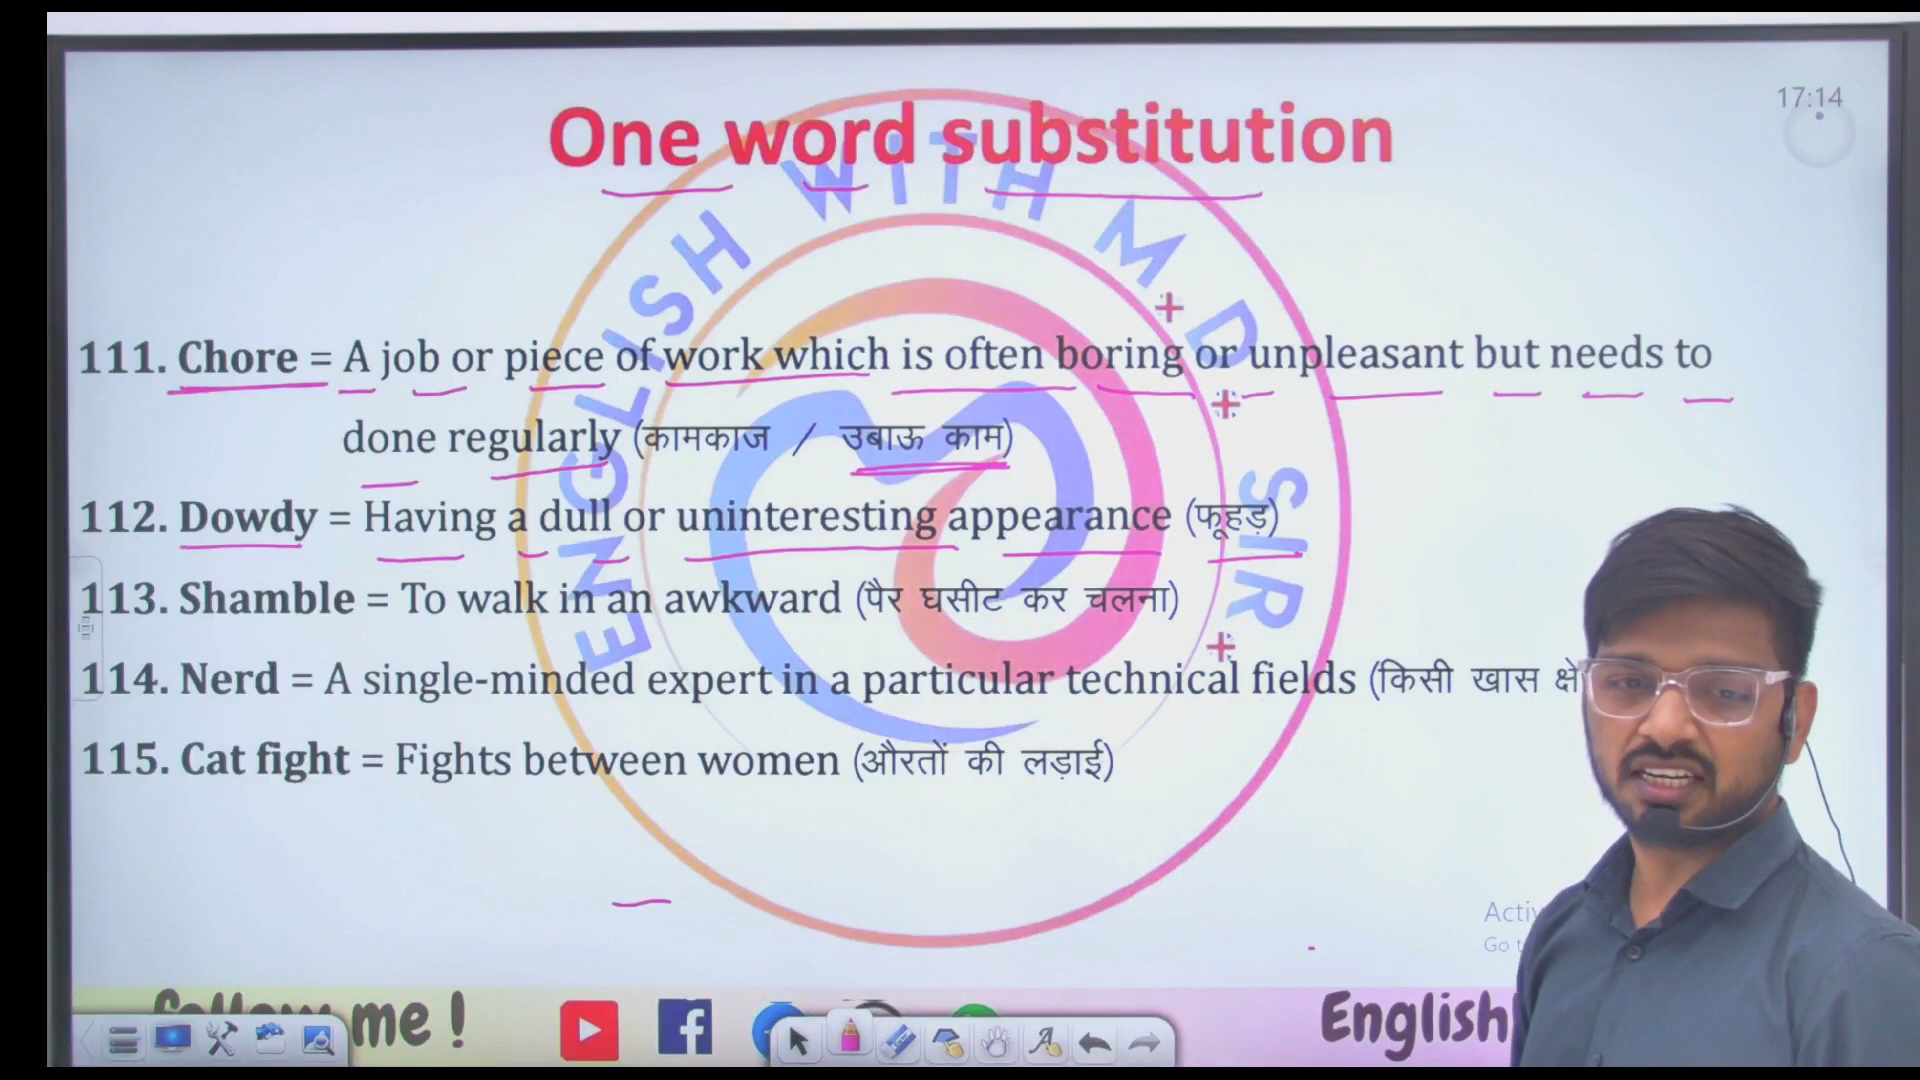 17:14
One word substitution
ENGLISH WITH M.D. SIR
111. Chore = A job or piece of work which is often boring or unpleasant but needs to
done regularly (कामकाज / उबाऊ काम)
112. Dowdy = Having a dull or uninteresting appearance (फूहड़)
113. Shamble = To walk in an awkward (पैर घसीट कर चलना)
114. Nerd = A single-minded expert in a particular technical fields (किसी खास
115. Cat fight = Fights between women (औरतों की लड़ाई)
Go
follow me !
English